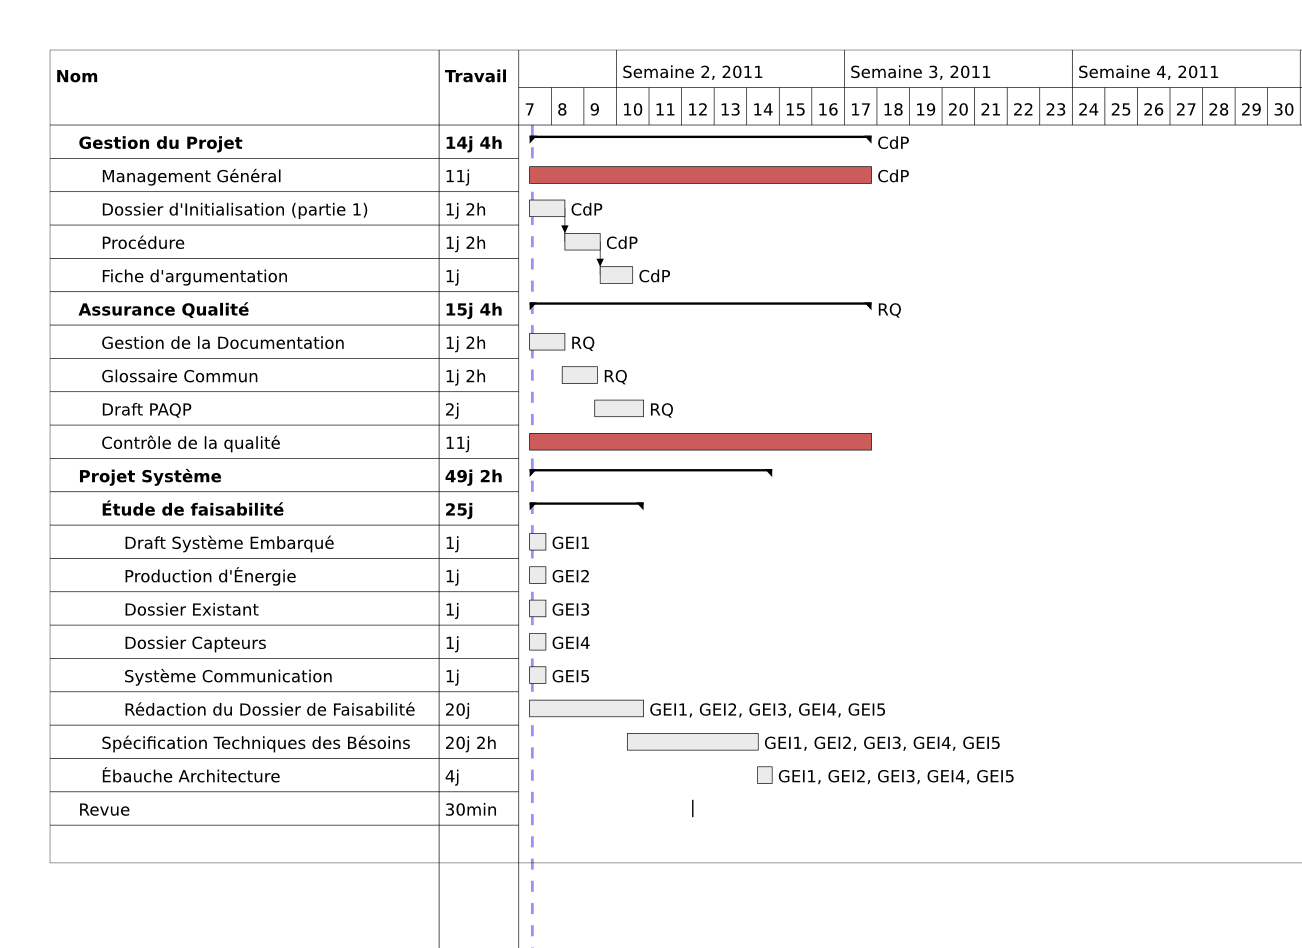 Nom Travail Semaine 2, 2011 Semaine 3, 2011 Semaine 4, 2011
7 8 9 10 11 12 13 14 15 16 17 18 19 20 21 22 23 24 25 26 27 28 29 30
Gestion du Projet 14j 4h CdP
Management Général 11j CdP
Dossier d'Initialisation (partie 1) 1j 2h CdP
Procédure 1j 2h CdP
Fiche d'argumentation 1j CdP
Assurance Qualité 15j 4h RQ
Gestion de la Documentation 1j 2h RQ
Glossaire Commun 1j 2h RQ
Draft PAQP 2j RQ
Contrôle de la qualité 11j
Projet Système 49j 2h
Étude de faisabilité 25j
Draft Système Embarqué 1j GEI1
Production d'Énergie 1j GEI2
Dossier Existant 1j GEI3
Dossier Capteurs 1j GEI4
Système Communication 1j GEI5
Rédaction du Dossier de Faisabilité 20j GEI1, GEI2, GEI3, GEI4, GEI5
Spécification Techniques des Bésoins 20j 2h GEI1, GEI2, GEI3, GEI4, GEI5
Ébauche Architecture 4j GEI1, GEI2, GEI3, GEI4, GEI5
Revue 30min